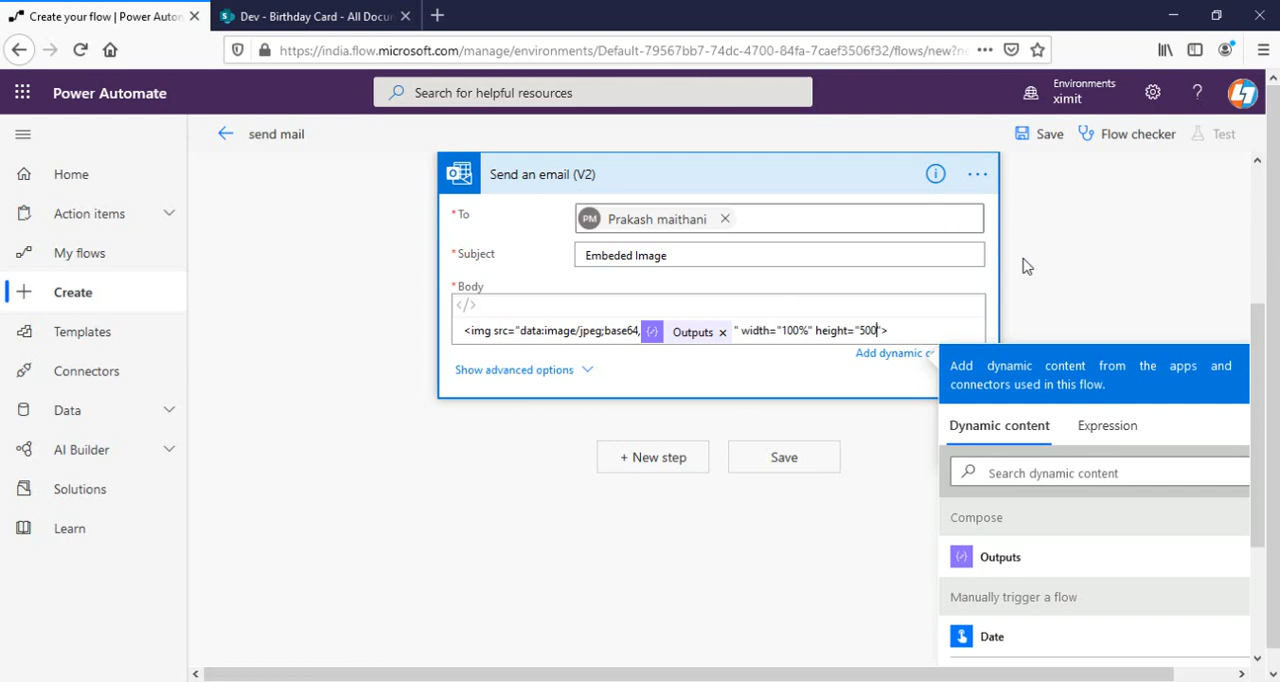 Create your flow | Power Auton
Dev - Birthday Card - All Docu
https://india.flow.microsoft.com/manage/environments/Default-79567bb7-74dc-4700-84fa-7caef3506f32/flows/new?n
Power Automate
Search for helpful resources
Environments
ximit
send mail
Save
Flow checker
Test
Home
Action items
My flows
Create
Templates
Connectors
Data
AI Builder
Solutions
Learn
Send an email (V2)
* To
PM Prakash maithani
* Subject
Embeded Image
* Body
</>
<img src="data:image/jpeg;base64, Outputs " width="100%" height="500">
Add dynamic c
Show advanced options
+ New step
Save
Add dynamic content from the apps and
connectors used in this flow.
Dynamic content
Expression
Search dynamic content
Compose
Outputs
Manually trigger a flow
Date